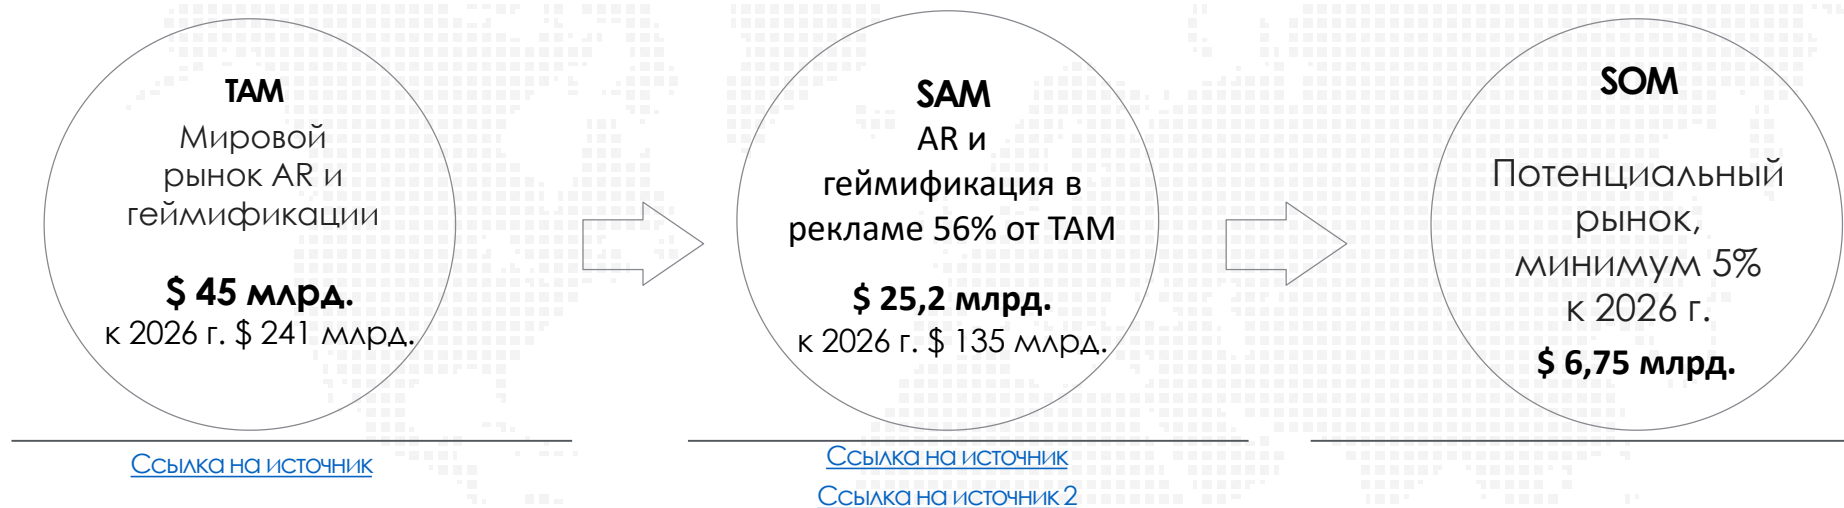 TAM
Мировой
рынок AR и
геймификации
$ 45 млрд.
к 2026 г. $ 241 млрд.
Ссылка на источник
SAM
AR и
геймификация в
рекламе 56% от TAM
$ 25,2 млрд.
к 2026 г. $ 135 млрд.
Ссылка на источник
Ссылка на источник 2
SOM
Потенциальный
рынок,
минимум 5%
к 2026 г.
$ 6,75 млрд.